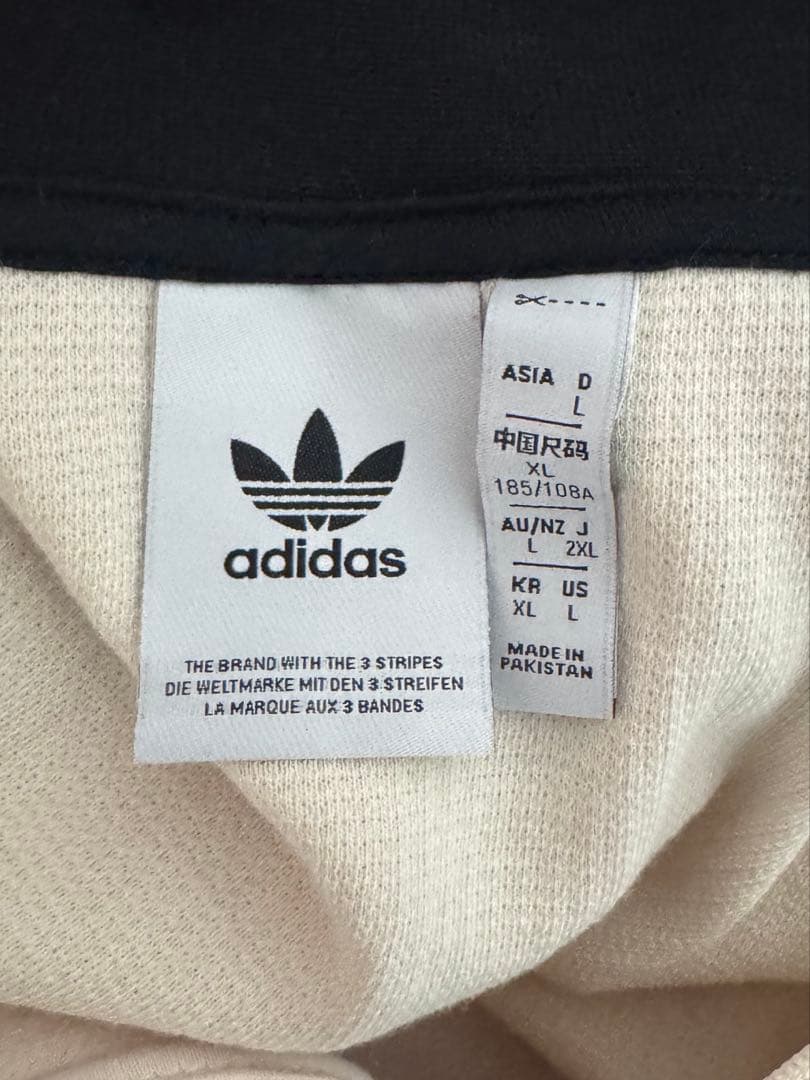 adidas
THE BRAND WITH THE 3 STRIPES
DIE WELTMARKE MIT DEN 3 STREIFEN
LA MARQUE AUX 3 BANDES
ASIA D
L
中国尺码
XL
185/108A
AU/NZ J
L 2XL
KR US
XL L
MADE IN
PAKISTAN